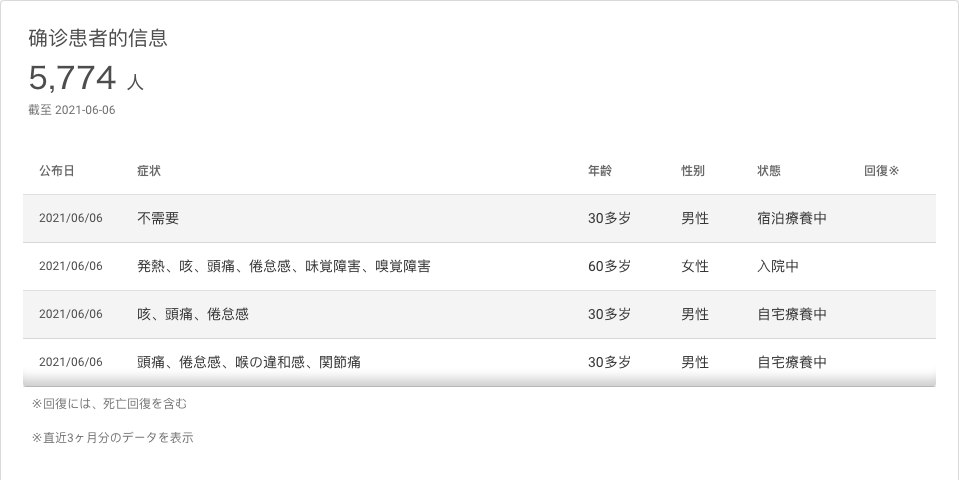 确诊患者的信息
5,774 人
截至 2021-06-06
公布日 症状 年龄 性别 状態 回復※
2021/06/06 不需要 30多岁 男性 宿泊療養中
2021/06/06 発熱、咳、頭痛、倦怠感、味覚障害、嗅覚障害 60多岁 女性 入院中
2021/06/06 咳、頭痛、倦怠感 30多岁 男性 自宅療養中
2021/06/06 頭痛、倦怠感、喉の違和感、関節痛 30多岁 男性 自宅療養中
※回復には、死亡回復を含む
※直近3ヶ月分のデータを表示